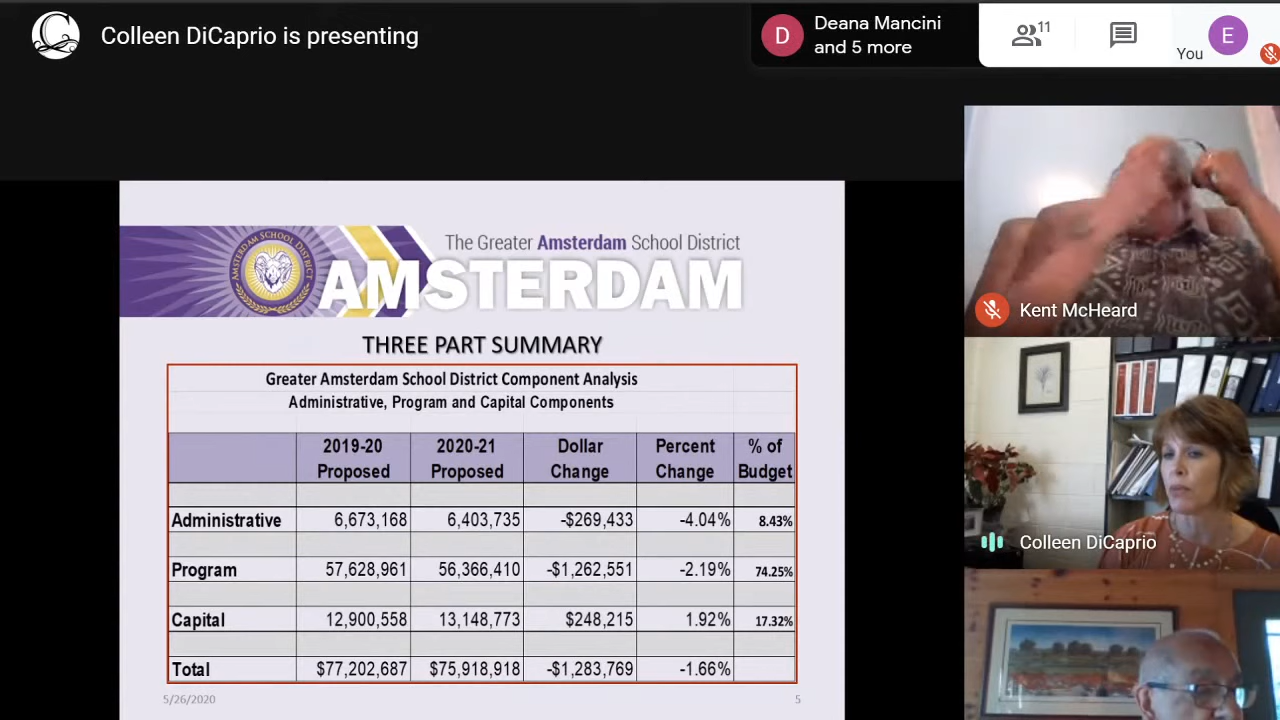 Colleen DiCaprio is presenting
D
Deana Mancini
and 5 more
11
You
E
AMSTERDAM SCHOOL DISTRICT
The Greater Amsterdam School District
AMSTERDAM
THREE PART SUMMARY
Greater Amsterdam School District Component Analysis
Administrative, Program and Capital Components
2019-20 Proposed 2020-21 Proposed Dollar Change Percent Change % of Budget
Administrative 6,673,168 6,403,735 -$269,433 -4.04% 8.43%
Program 57,628,961 56,366,410 -$1,262,551 -2.19% 74.25%
Capital 12,900,558 13,148,773 $248,215 1.92% 17.32%
Total $77,202,687 $75,918,918 -$1,283,769 -1.66%
5/26/2020 5
Kent McHeard
Colleen DiCaprio